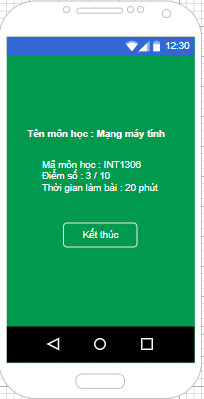 12:30
Tên môn học : Mạng máy tính
Mã môn học : INT1306
Điểm số : 3 / 10
Thời gian làm bài : 20 phút
Kết thúc